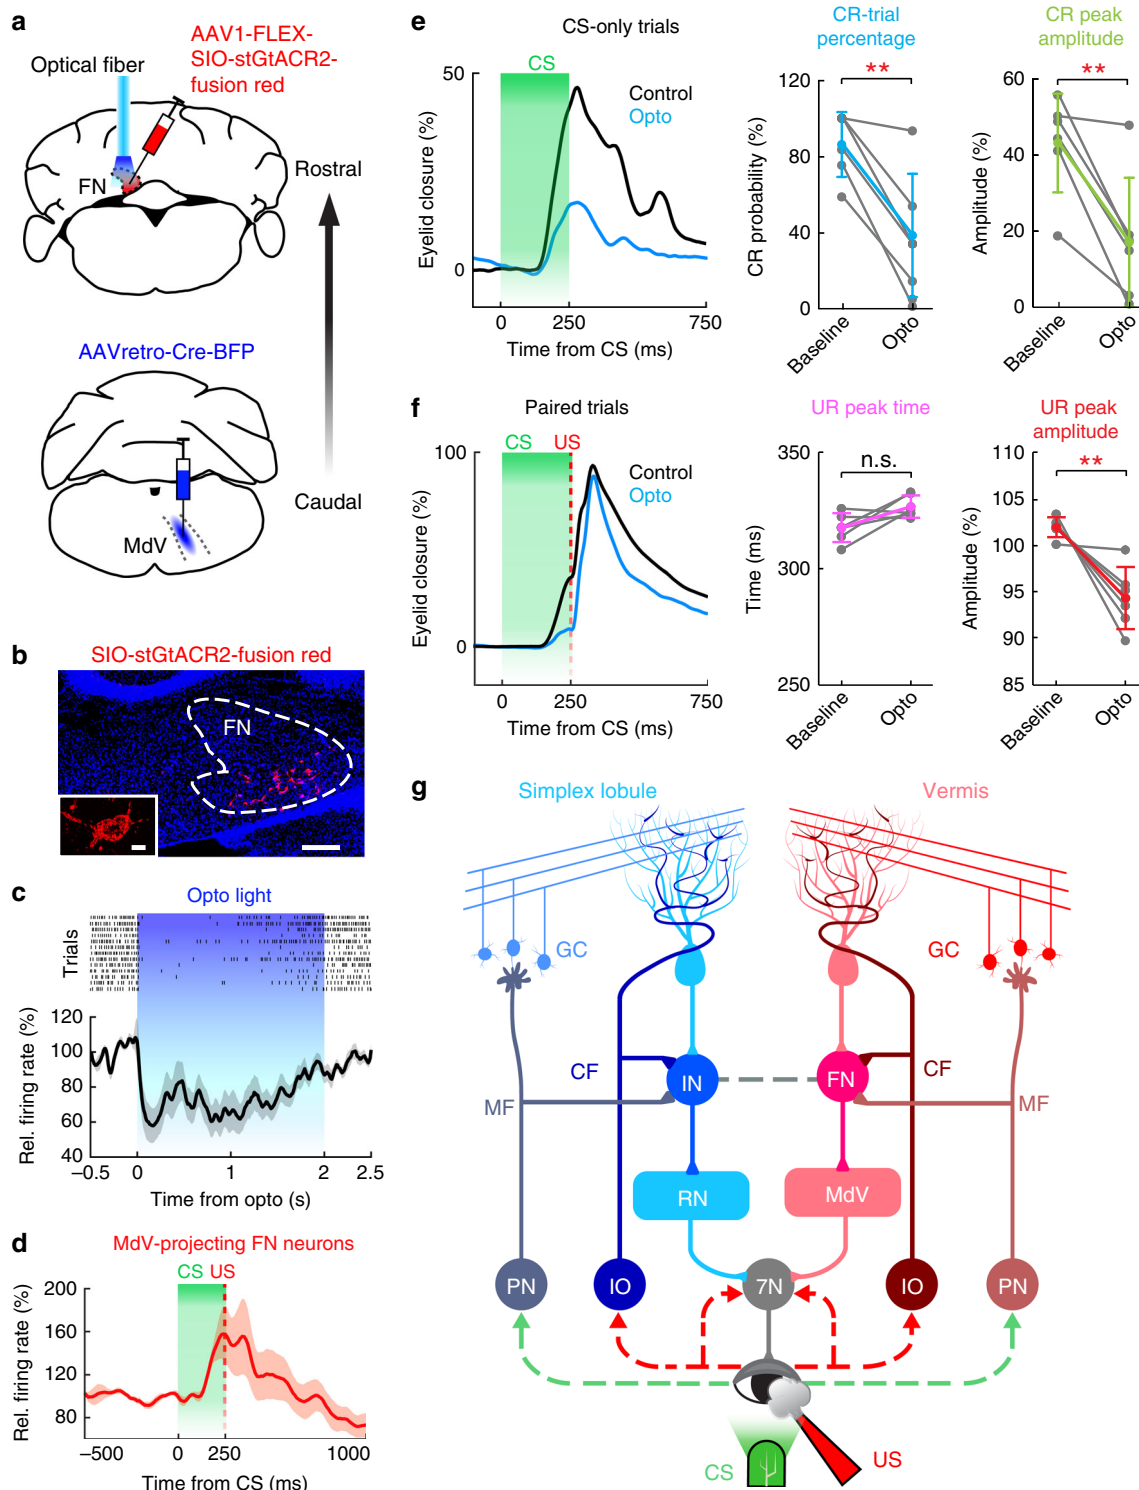 a
AAV1-FLEX-
SIO-stGtACR2-
fusion red
Optical fiber
FN
Rostral
AAVretro-Cre-BFP
Caudal
MdV
b
SIO-stGtACR2-fusion red
FN
c
Opto light
Trials
Rel. firing rate (%)
120
100
80
60
40
–0.5
0
1
2
2.5
Time from opto (s)
d
MdV-projecting FN neurons
CS US
Rel. firing rate (%)
200
160
120
80
–500
0
250
1000
Time from CS (ms)
e
CS-only trials
CS
Control
Opto
Eyelid closure (%)
50
0
0
250
750
Time from CS (ms)
CR-trial
percentage
**
CR probability (%)
120
80
40
0
Baseline
Opto
CR peak
amplitude
**
Amplitude (%)
60
40
20
0
Baseline
Opto
f
Paired trials
CS
US
Control
Opto
Eyelid closure (%)
100
0
0
250
750
Time from CS (ms)
UR peak time
n.s.
Time (ms)
350
300
250
Baseline
Opto
UR peak
amplitude
**
Amplitude (%)
110
105
100
95
90
85
Baseline
Opto
g
Simplex lobule
Vermis
GC
GC
CF
CF
IN
FN
MF
MF
RN
MdV
PN
IO
7N
IO
PN
CS
US